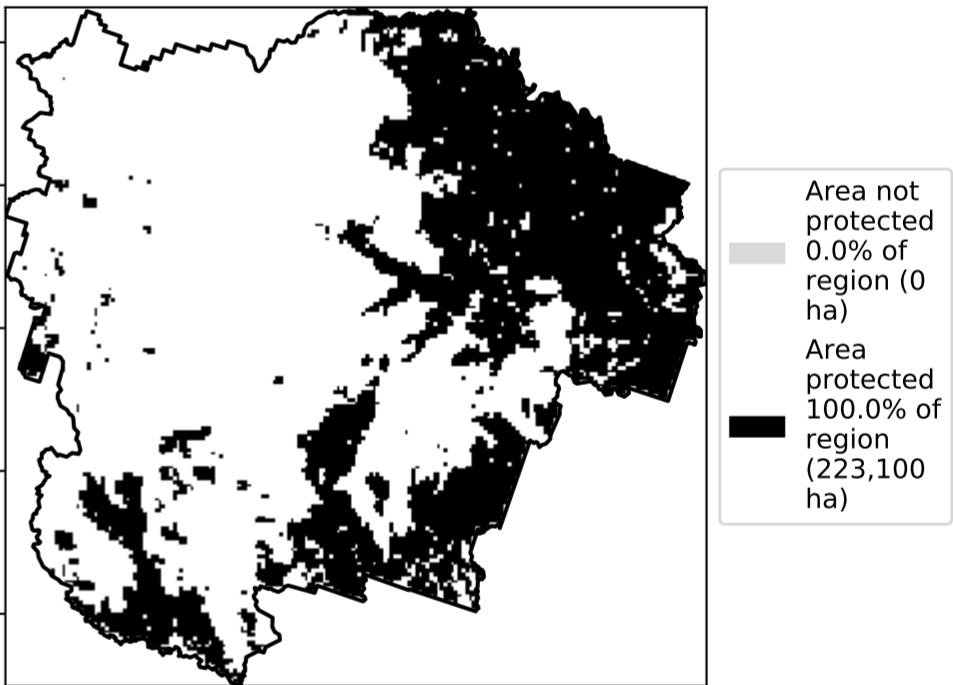 Area not
protected
0.0% of
region (0
ha)
Area
protected
100.0% of
region
(223,100
ha)